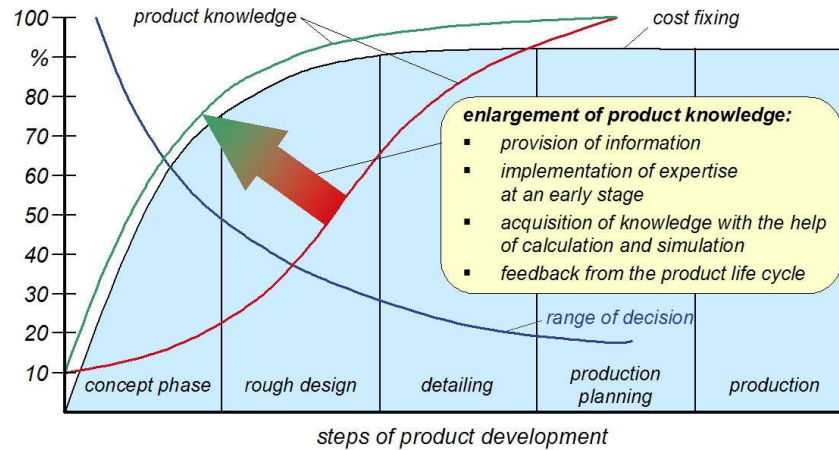 product knowledge
cost fixing
100
%
80
70
60
50
40
30
20
10
enlargement of product knowledge:
▪ provision of information
▪ implementation of expertise
at an early stage
▪ acquisition of knowledge with the help
of calculation and simulation
▪ feedback from the product life cycle
range of decision
concept phase
rough design
detailing
production
planning
production
steps of product development